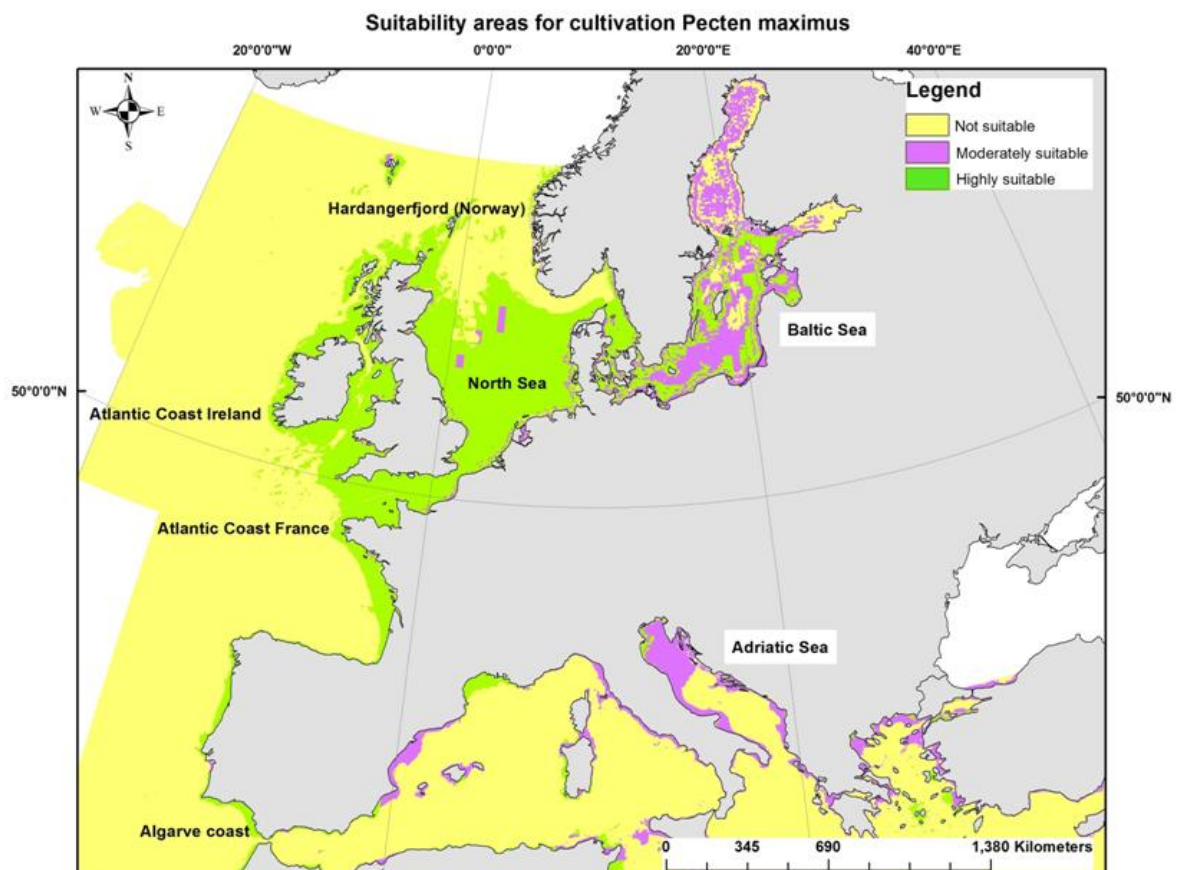 Suitability areas for cultivation Pecten maximus
20°0'0"W
0°0'0"
20°0'0"E
40°0'0"E
N
W
E
S
Legend
Not suitable
Moderately suitable
Highly suitable
Hardangerfjord (Norway)
Baltic Sea
North Sea
50°0'0"N
50°0'0"N
Atlantic Coast Ireland
Atlantic Coast France
Adriatic Sea
Algarve coast
0 345 690 1,380 Kilometers